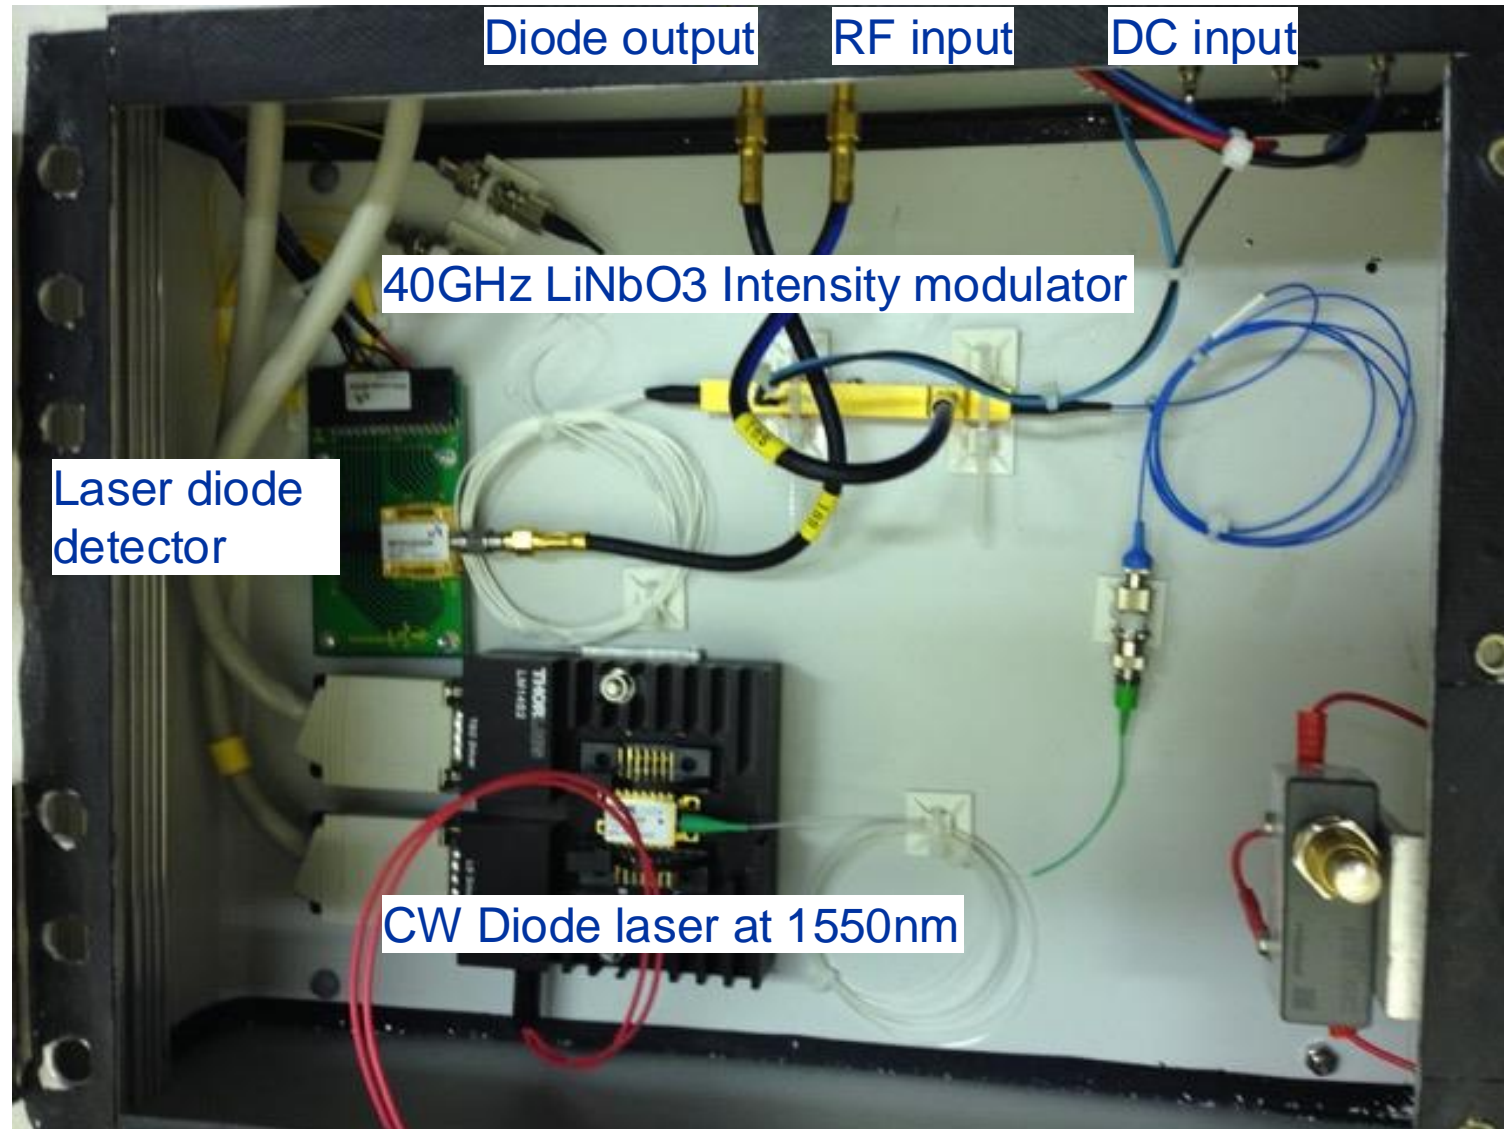 Diode output
RF input
DC input
40GHz LiNbO3 Intensity modulator
Laser diode
detector
THOR
LM14S2
CW Diode laser at 1550nm